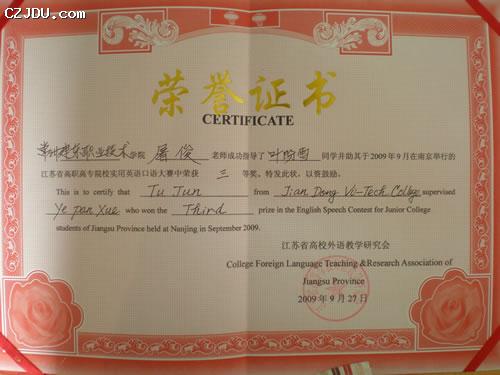 CZJDU.com
荣誉证书
CERTIFICATE
常州建东职业技术学院 屠俊 老师成功指导了 叶盼雪 同学并助其于2009年9月在南京举行的
江苏省高职高专院校实用英语口语大赛中荣获 三 等奖。特发此状，以资鼓励。
This is to certify that Tu Jun from Jian Dong Vo-Tech College supervised
Ye Pan Xue who won the Third prize in the English Speech Contest for Junior College
students of Jiangsu Province held at Nanjing in September 2009.
江苏省高校外语教学研究会
College Foreign Language Teaching &Research Association of
Jiangsu Province
2009年9月27日
CZJDU.COM